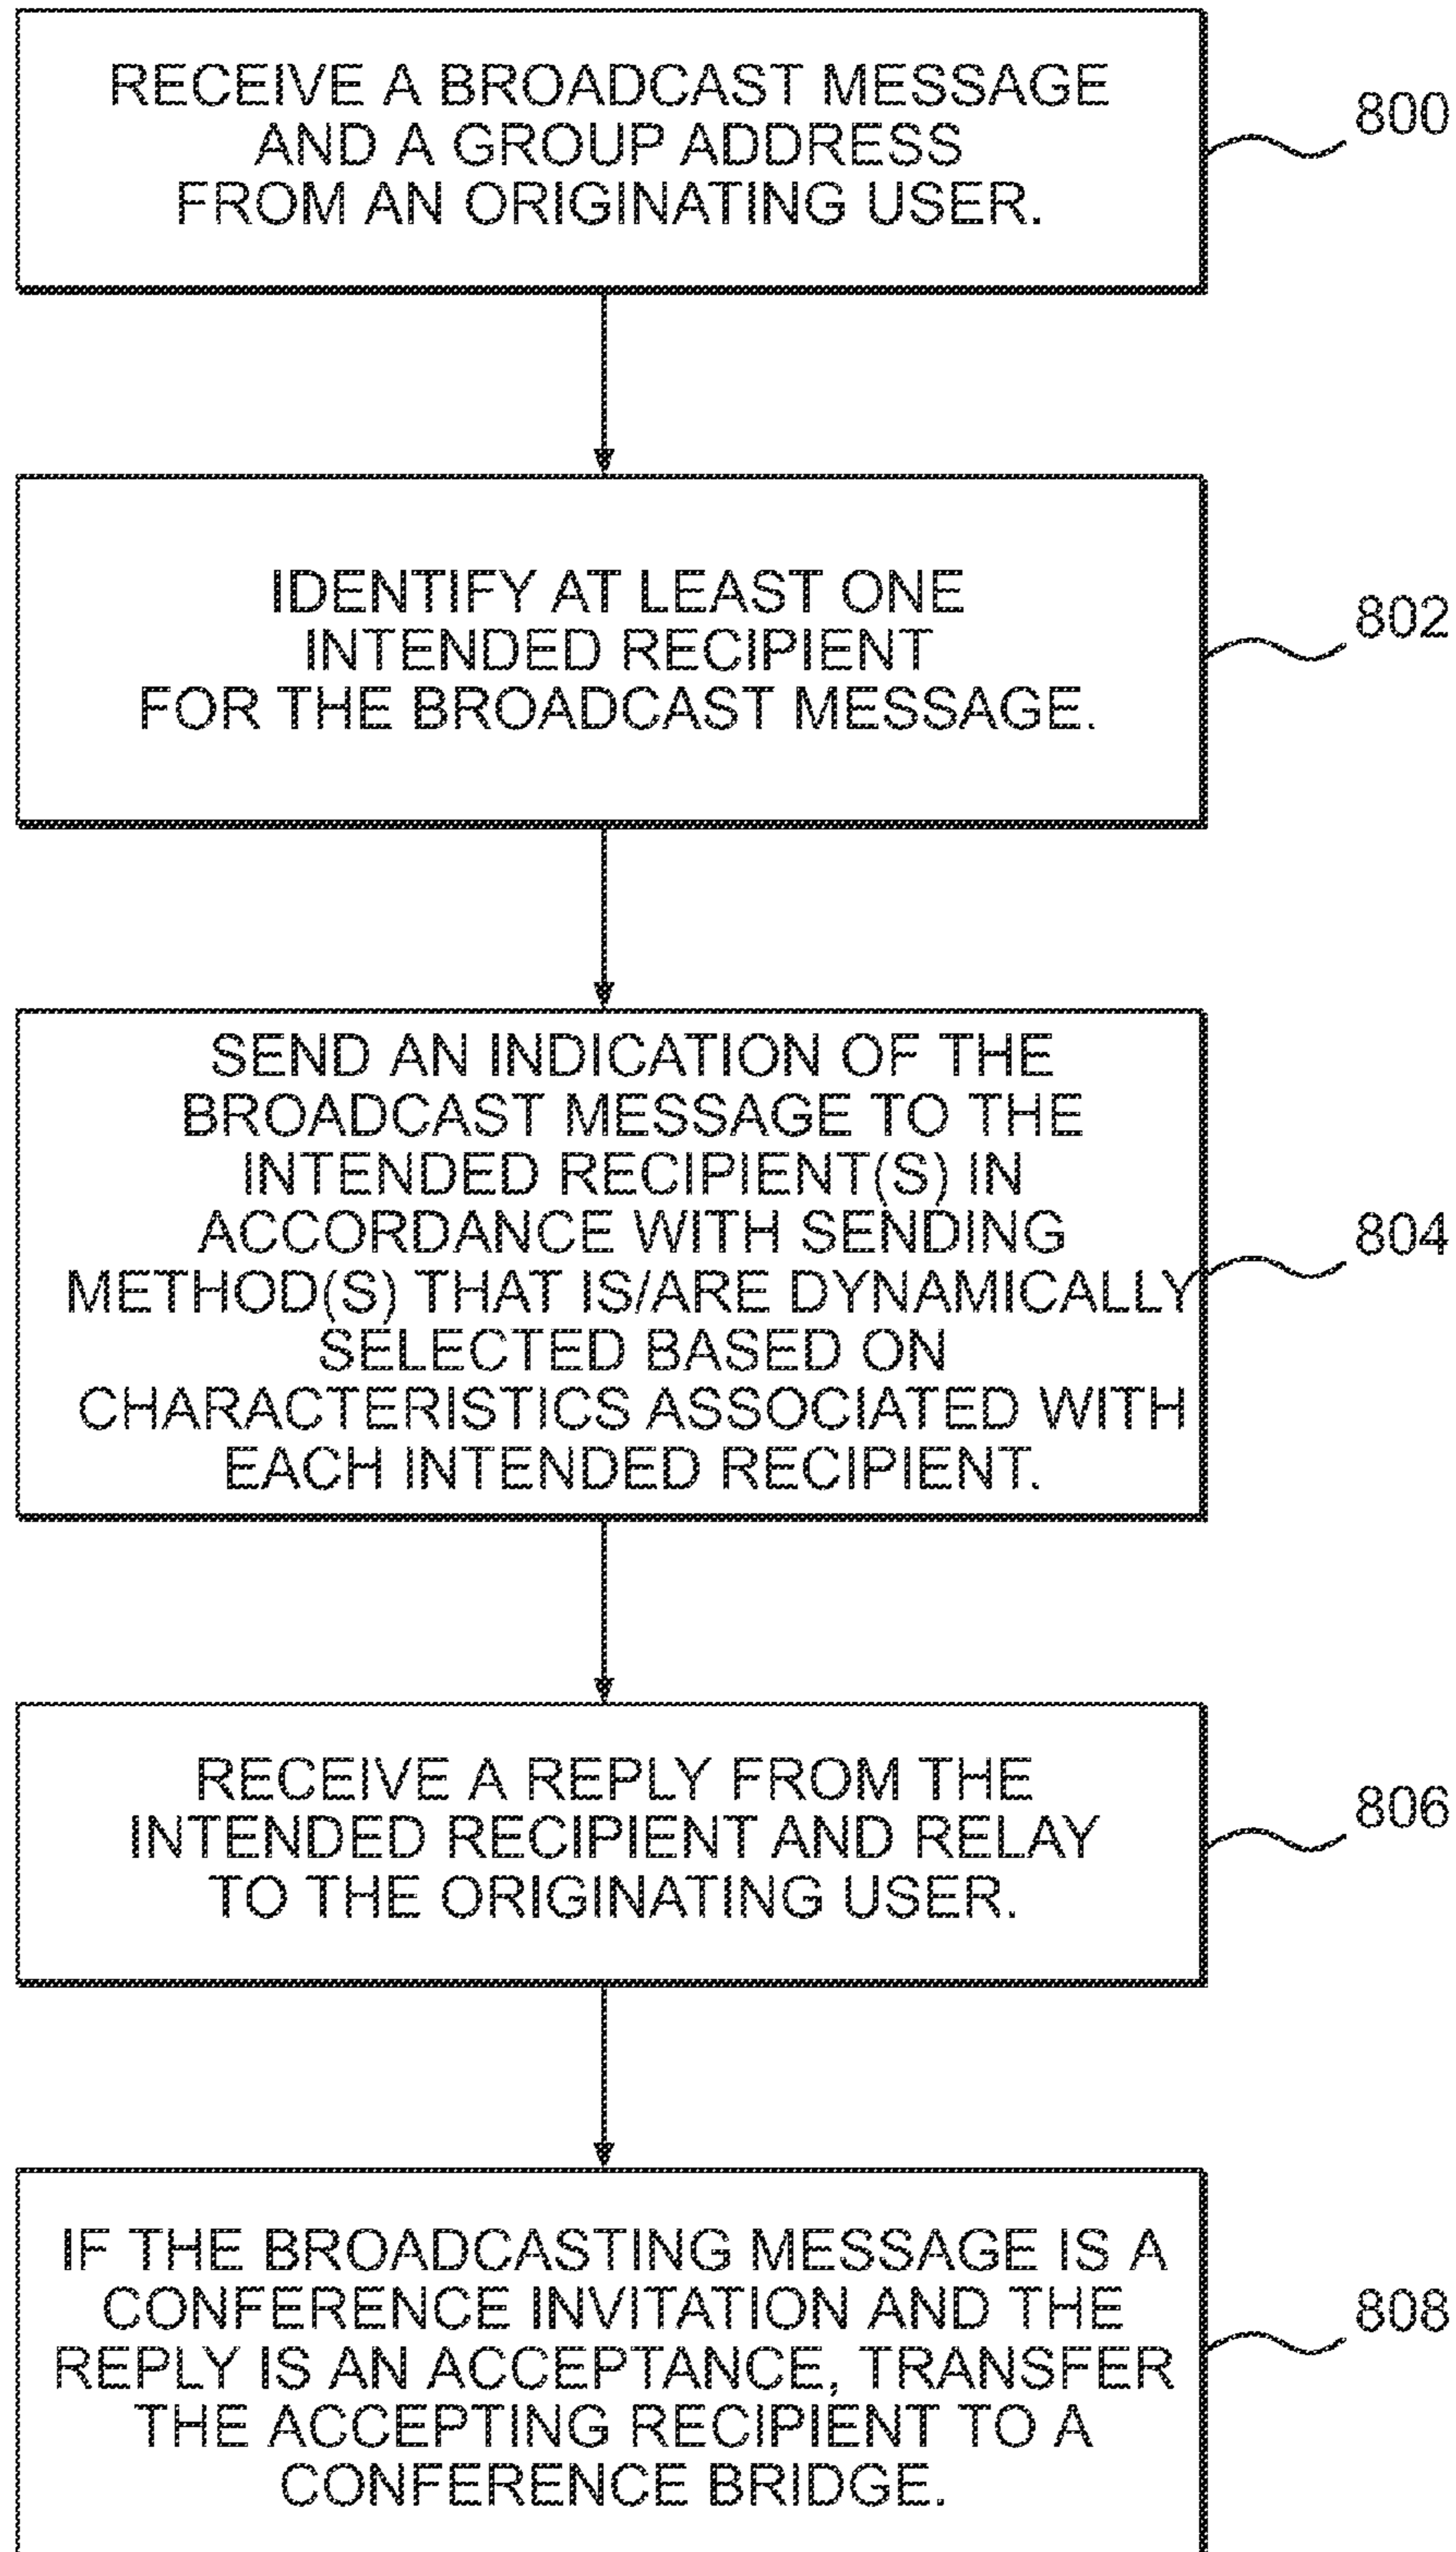 RECEIVE A BROADCAST MESSAGE
AND A GROUP ADDRESS
FROM AN ORIGINATING USER.
800
IDENTIFY AT LEAST ONE
INTENDED RECIPIENT
FOR THE BROADCAST MESSAGE.
802
SEND AN INDICATION OF THE
BROADCAST MESSAGE TO THE
INTENDED RECIPIENT(S) IN
ACCORDANCE WITH SENDING
METHOD(S) THAT IS/ARE DYNAMICALLY
SELECTED BASED ON
CHARACTERISTICS ASSOCIATED WITH
EACH INTENDED RECIPIENT.
804
RECEIVE A REPLY FROM THE
INTENDED RECIPIENT AND RELAY
TO THE ORIGINATING USER.
806
IF THE BROADCASTING MESSAGE IS A
CONFERENCE INVITATION AND THE
REPLY IS AN ACCEPTANCE, TRANSFER
THE ACCEPTING RECIPIENT TO A
CONFERENCE BRIDGE.
808